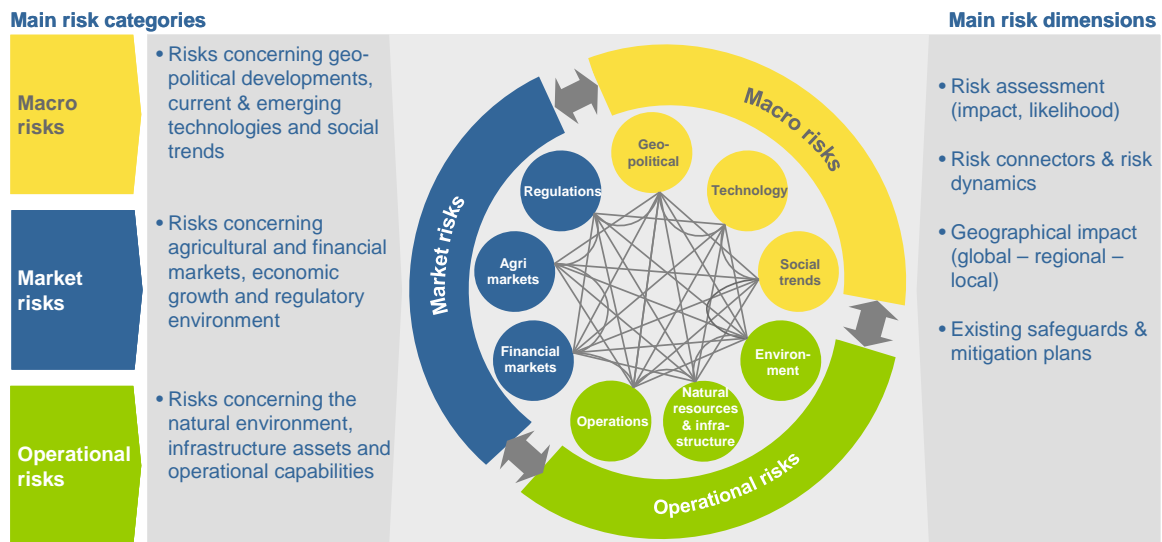 Main risk categories
Main risk dimensions
Macro
risks
• Risks concerning geo-
political developments,
current & emerging
technologies and social
trends
Market
risks
• Risks concerning
agricultural and financial
markets, economic
growth and regulatory
environment
Operational
risks
• Risks concerning the
natural environment,
infrastructure assets and
operational capabilities
Macro risks
Market risks
Operational risks
Geo-
political
Technology
Social
trends
Environ-
ment
Natural
resources
& infra-
structure
Operations
Financial
markets
Agri
markets
Regulations
• Risk assessment
(impact, likelihood)
• Risk connectors & risk
dynamics
• Geographical impact
(global – regional –
local)
• Existing safeguards &
mitigation plans